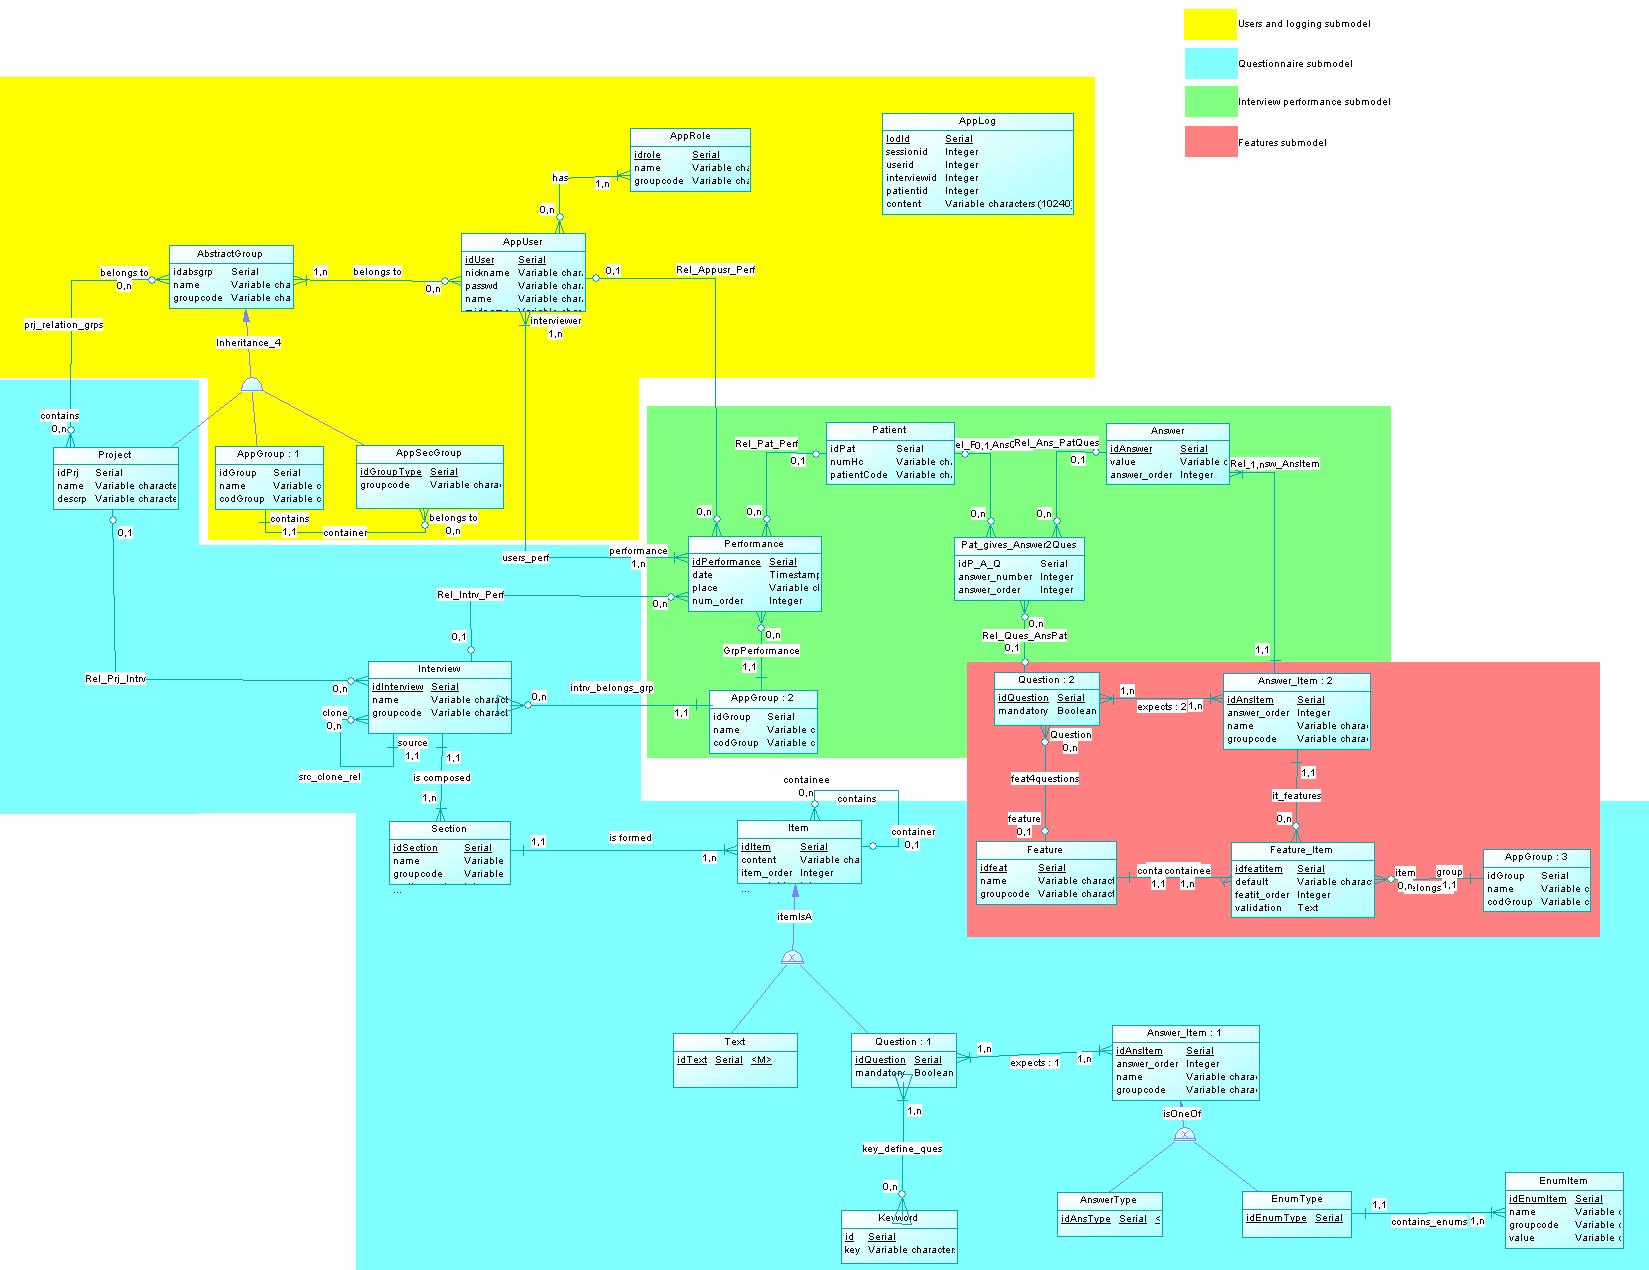 Users and logging submodel
Questionnaire submodel
Interview performance submodel
Features submodel
AppLog
lodId Serial
sessionid Integer
userid Integer
interviewid Integer
patientid Integer
content Variable characters (10240)
AppRole
idrole Serial
name Variable cha
groupcode Variable cha
has
1,n
0,n
AppUser
idUser Serial
nickname Variable char.
passwd Variable char.
name Variable char.
AbstractGroup
idabsgrp Serial
name Variable cha
groupcode Variable cha
belongs to
0,n
1,n
belongs to
0,n
0,1
Rel_Appusr_Perf
interviewer
1,n
prj_relation_grps
Inheritance_4
contains
0,n
Project
idPrj Serial
name Variable characte
descrp Variable characte
0,1
AppGroup : 1
idGroup Serial
name Variable c
codGroup Variable c
AppSecGroup
idGroupType Serial
groupcode Variable chara
contains
1,1
container
belongs to
0,n
users_perf
performance
1,n
Patient
idPat Serial
numHc Variable ch.
patientCode Variable ch.
Rel_Pat_Perf
0,1
0,1
Rel_Ans_PatQues
0,1
Answer
idAnswer Serial
value Variable c
answer_order Integer
0,n
0,n
0,n
0,n
Performance
idPerformance Serial
date Timestamp
place Variable cl
num_order Integer
Pat_gives_Answer2Ques
idP_A_Q Serial
answer_number Integer
answer_order Integer
Rel_Intrv_Perf
0,1
0,n
0,n
GrpPerformance
1,1
0,n
Rel_Ques_AnsPat
0,1
1,1
Rel_Prj_Intrv
0,n
Interview
idInterview Serial
name Variable charact
groupcode Variable charact
0,n
intrv_belongs_grp
1,1
AppGroup : 2
idGroup Serial
name Variable c
codGroup Variable c
clone
0,n
source
1,1
src_clone_rel
1,1
is composed
1,n
Question : 2
idQuestion Serial
mandatory Boolean
1,n
expects : 2
1,n
Answer_Item : 2
idAnsItem Serial
answer_order Integer
name Variable chara
groupcode Variable chara
Question
0,n
feat4questions
feature
0,1
1,1
it_features
0,n
Feature
idfeat Serial
name Variable charact
groupcode Variable charact
containee
1,1
1,n
Feature_Item
idfeatitem Serial
default Variable charac
featit_order Integer
validation Text
item
group
1,1
AppGroup : 3
idGroup Serial
name Variable c
codGroup Variable c
containee
0,n
contains
container
0,1
Section
idSection Serial
name Variable
groupcode Variable
...
1,1
is formed
1,n
Item
idItem Serial
content Variable cha
item_order Integer
...
itemIsA
Text
idText Serial <M>
Question : 1
idQuestion Serial
mandatory Boolean
1,n
expects : 1
1,n
Answer_Item : 1
idAnsItem Serial
answer_order Integer
name Variable chara
groupcode Variable chara
1,n
key_define_ques
0,n
Keyword
id Serial
key Variable character:
isOneOf
AnswerType
idAnsType Serial <
EnumType
idEnumType Serial
1,1
contains_enums
1,n
EnumItem
idEnumItem Serial
name Variable c
groupcode Variable c
value Variable c